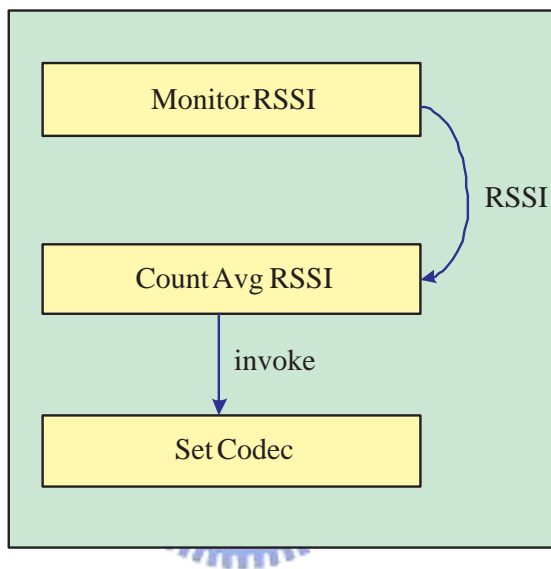 Monitor RSSI
RSSI
Count Avg RSSI
invoke
Set Codec